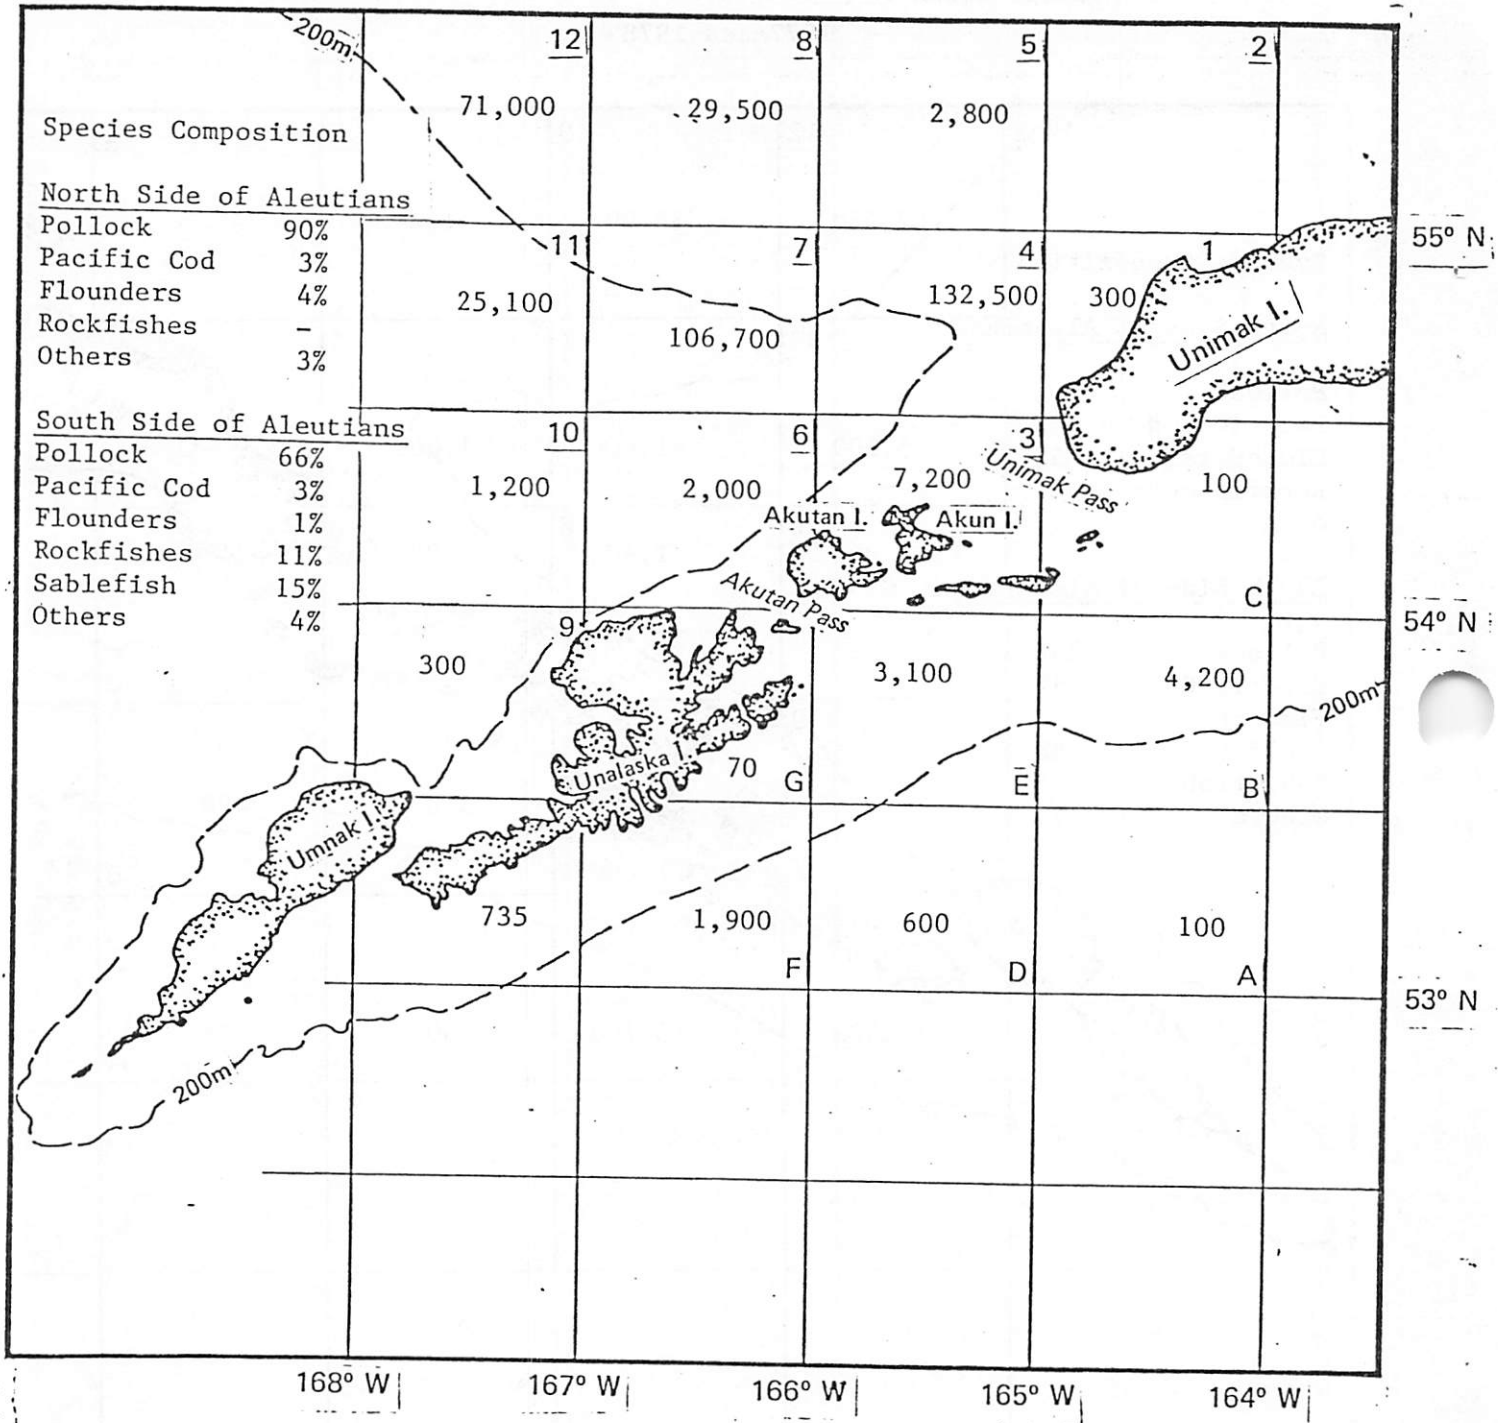 200m
12 8 5 2
71,000 29,500 2,800
Species Composition
North Side of Aleutians
Pollock 90%
Pacific Cod 3%
Flounders 4%
Rockfishes –
Others 3%
11 7 4 1
55° N
25,100 106,700 132,500 300
Unimak I.
South Side of Aleutians
Pollock 66%
Pacific Cod 3%
Flounders 1%
Rockfishes 11%
Sablefish 15%
Others 4%
10 6 3
Unimak Pass
1,200 2,000 7,200 100
Akutan I. Akun I.
Akutan Pass
C
54° N
9
300 3,100 4,200
200m
Unalaska I.
70
G E B
Umnak I.
735 1,900 600 100
F D A
53° N
200m
168° W 167° W 166° W 165° W 164° W